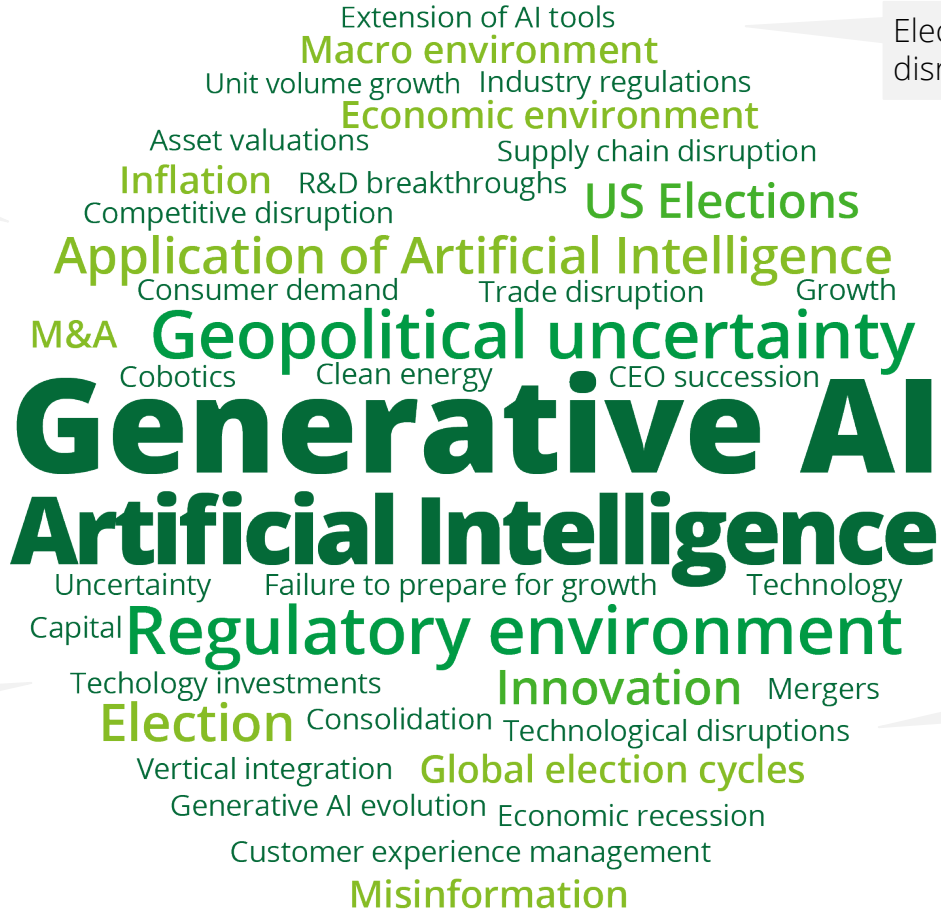 Extension of AI tools
Macro environment
Unit volume growth
Industry regulations
Economic environment
Asset valuations
Supply chain disruption
Inflation
R&D breakthroughs
US Elections
Competitive disruption
Application of Artificial Intelligence
Consumer demand
Trade disruption
Growth
M&A
Geopolitical uncertainty
Cobotics
Clean energy
CEO succession
Generative AI
Artificial Intelligence
Uncertainty
Failure to prepare for growth
Technology
Capital
Regulatory environment
Techology investments
Innovation
Mergers
Election
Consolidation
Technological disruptions
Vertical integration
Global election cycles
Generative AI evolution
Economic recession
Customer experience management
Misinformation